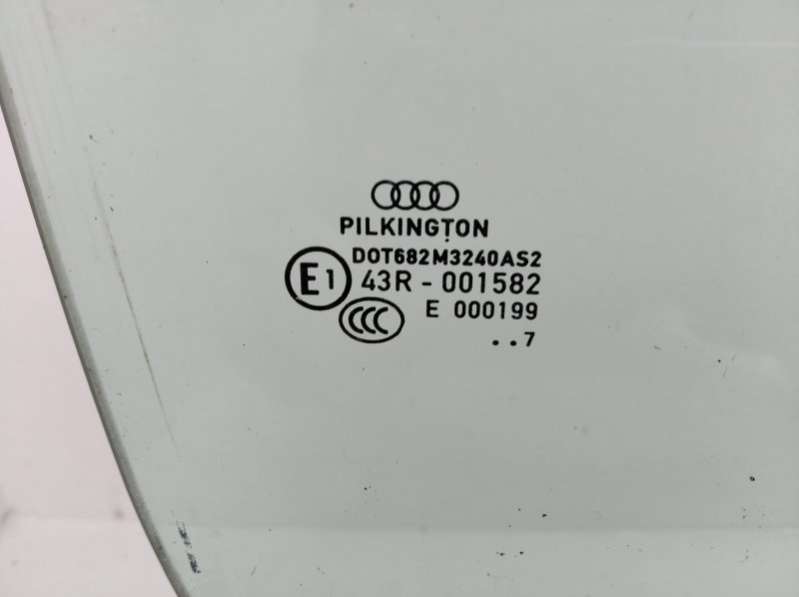 PILKINGTON
DOT682M3240AS2
E1 43R - 001582
CCC E 000199
..7